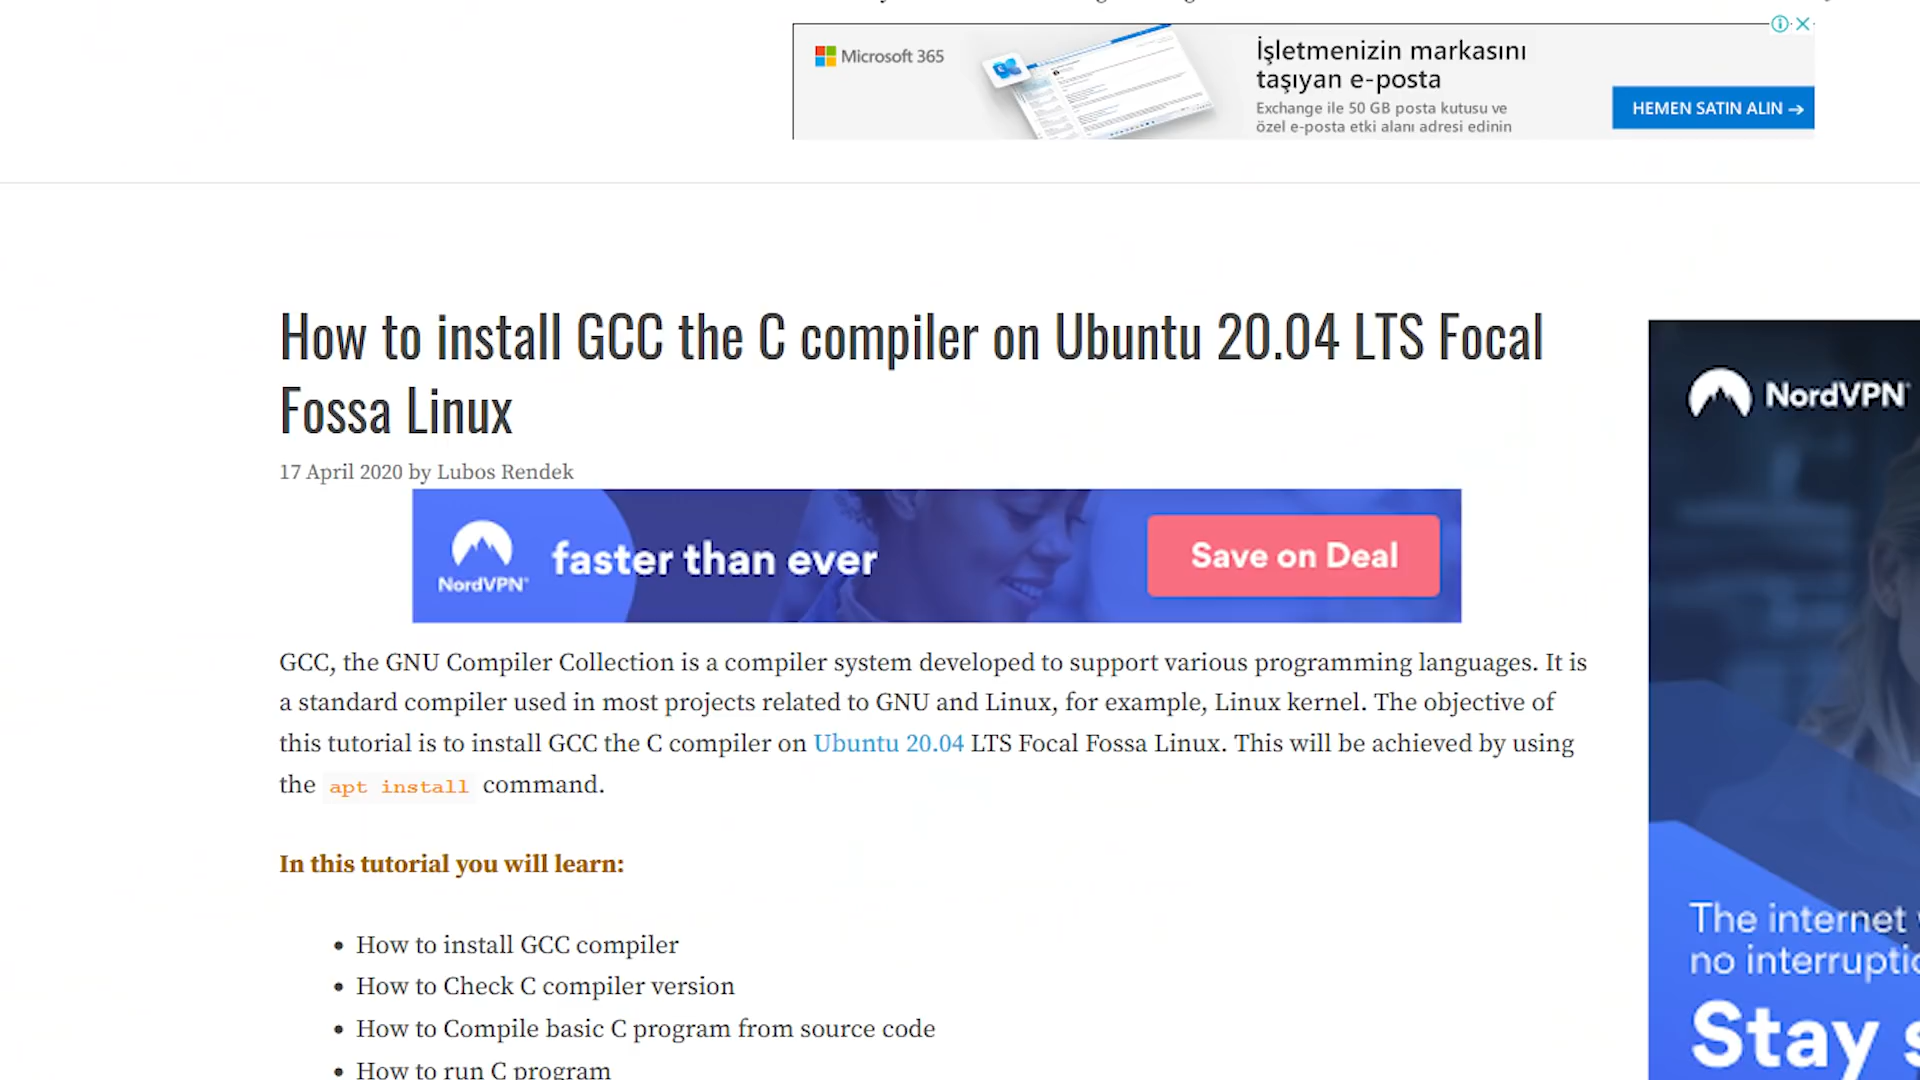 Microsoft 365
İşletmenizin markasını
taşıyan e-posta
Exchange ile 50 GB posta kutusu ve
özel e-posta etki alanı adresi edinin
HEMEN SATIN ALIN →
How to install GCC the C compiler on Ubuntu 20.04 LTS Focal
Fossa Linux
17 April 2020 by Lubos Rendek
NordVPN®
faster than ever
Save on Deal
GCC, the GNU Compiler Collection is a compiler system developed to support various programming languages. It is
a standard compiler used in most projects related to GNU and Linux, for example, Linux kernel. The objective of
this tutorial is to install GCC the C compiler on Ubuntu 20.04 LTS Focal Fossa Linux. This will be achieved by using
the apt install command.
In this tutorial you will learn:
• How to install GCC compiler
• How to Check C compiler version
• How to Compile basic C program from source code
• How to run C program
NordVPN®
The internet
no interruptio
Stay